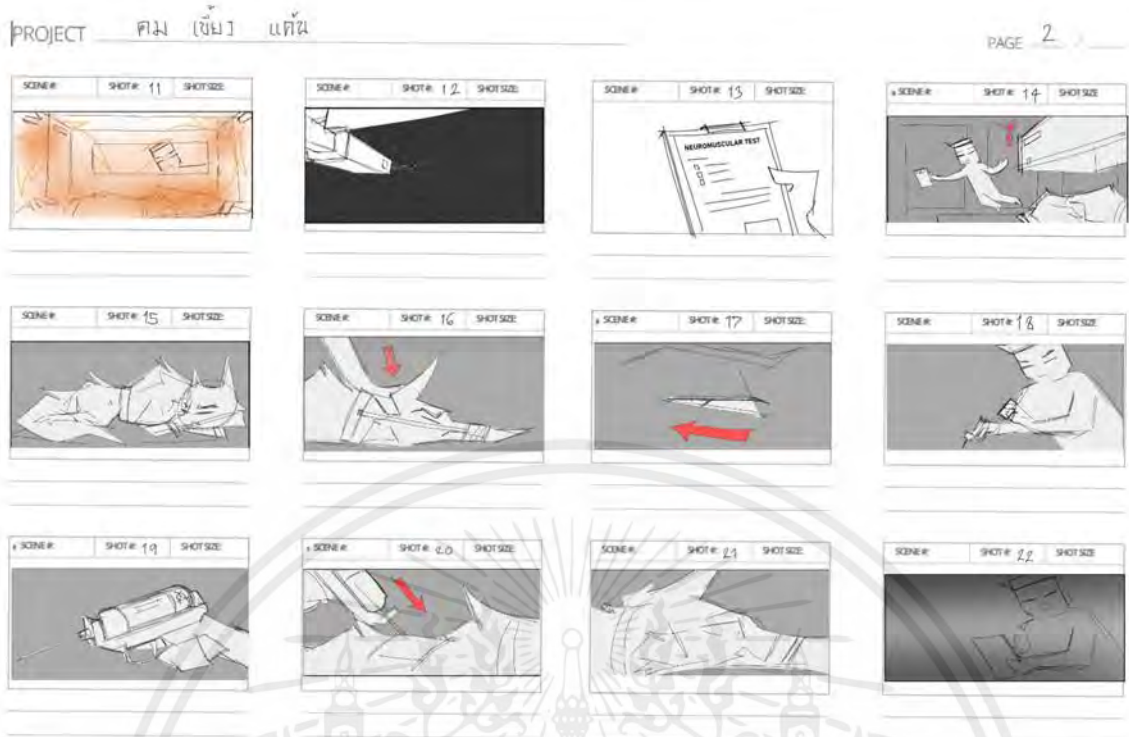 PROJECT คม [เขี้ยว] แค้น
PAGE 2
SCENE #: SHOT #: 11 SHOT SIZE:
SCENE #: SHOT #: 12 SHOT SIZE:
SCENE #: SHOT #: 13 SHOT SIZE:
SCENE #: SHOT #: 14 SHOT SIZE:
NEUROMUSCULAR TEST
SCENE #: SHOT #: 15 SHOT SIZE:
SCENE #: SHOT #: 16 SHOT SIZE:
SCENE #: SHOT #: 17 SHOT SIZE:
SCENE #: SHOT #: 18 SHOT SIZE:
SCENE #: SHOT #: 19 SHOT SIZE:
SCENE #: SHOT #: 20 SHOT SIZE:
SCENE #: SHOT #: 21 SHOT SIZE:
SCENE #: SHOT #: 22 SHOT SIZE: